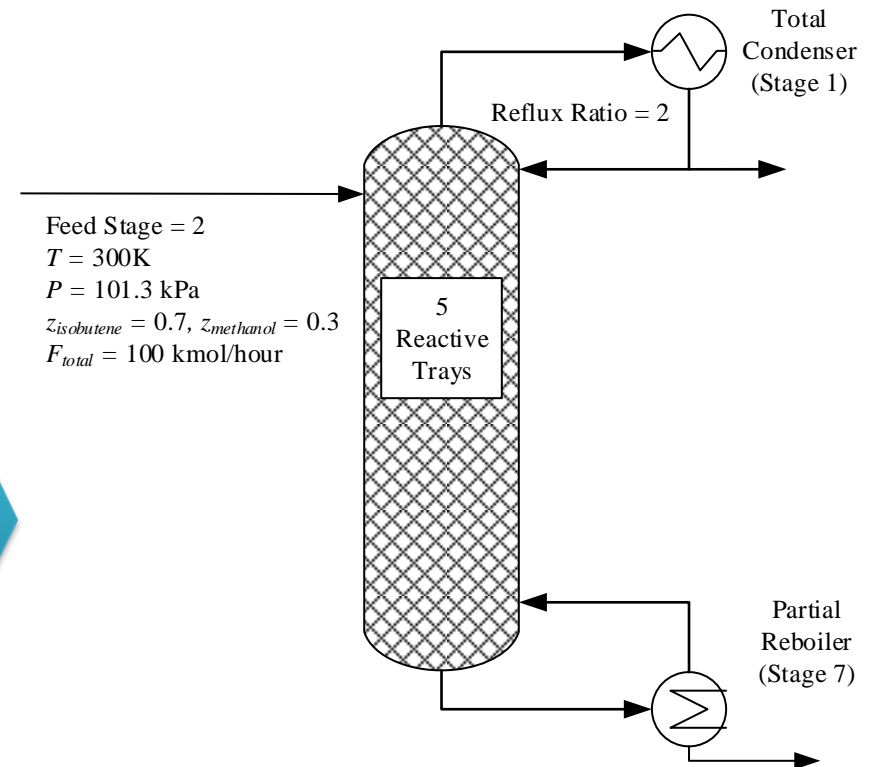 Total
Condenser
(Stage 1)
Reflux Ratio = 2
Feed Stage = 2
T = 300K
P = 101.3 kPa
z_isobutene = 0.7, z_methanol = 0.3
F_total = 100 kmol/hour
5
Reactive
Trays
Partial
Reboiler
(Stage 7)